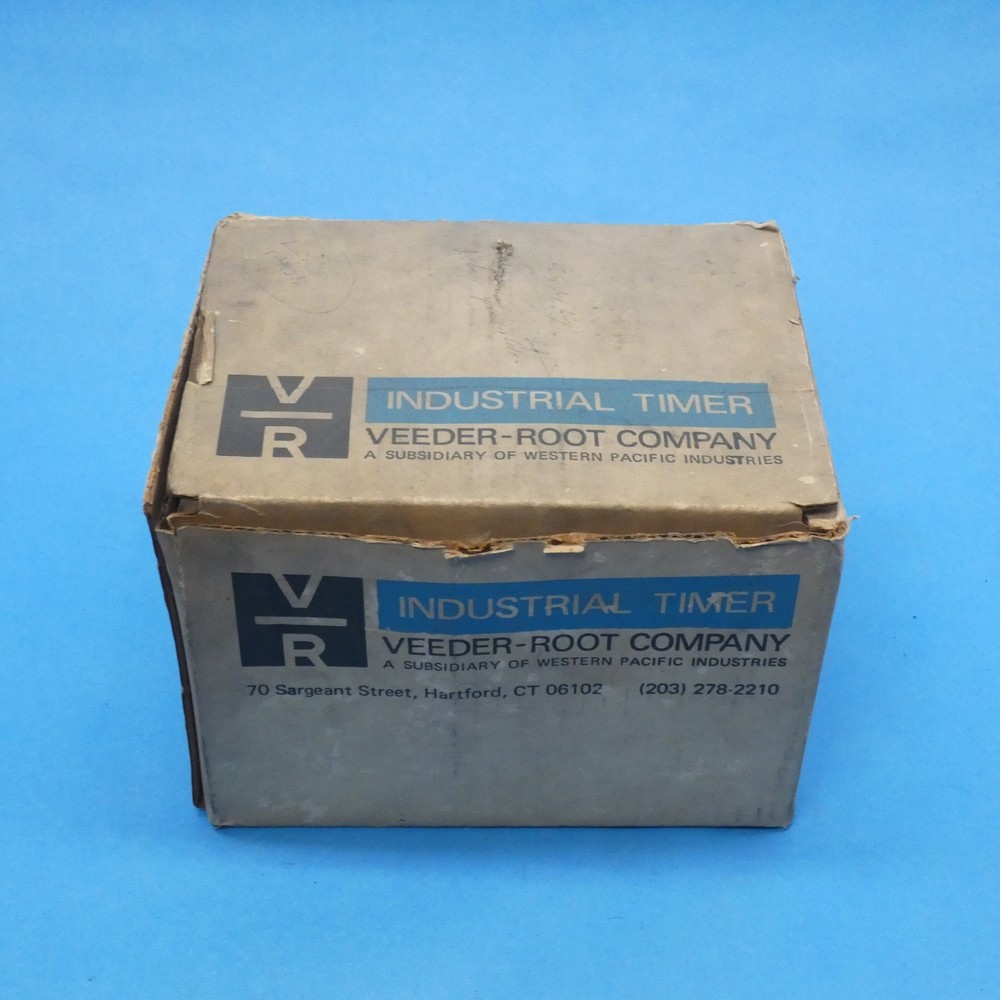 V
R
INDUSTRIAL TIMER
VEEDER-ROOT COMPANY
A SUBSIDIARY OF WESTERN PACIFIC INDUSTRIES
V
R
INDUSTRIAL TIMER
VEEDER-ROOT COMPANY
A SUBSIDIARY OF WESTERN PACIFIC INDUSTRIES
70 Sargeant Street, Hartford, CT 06102 (203) 278-2210